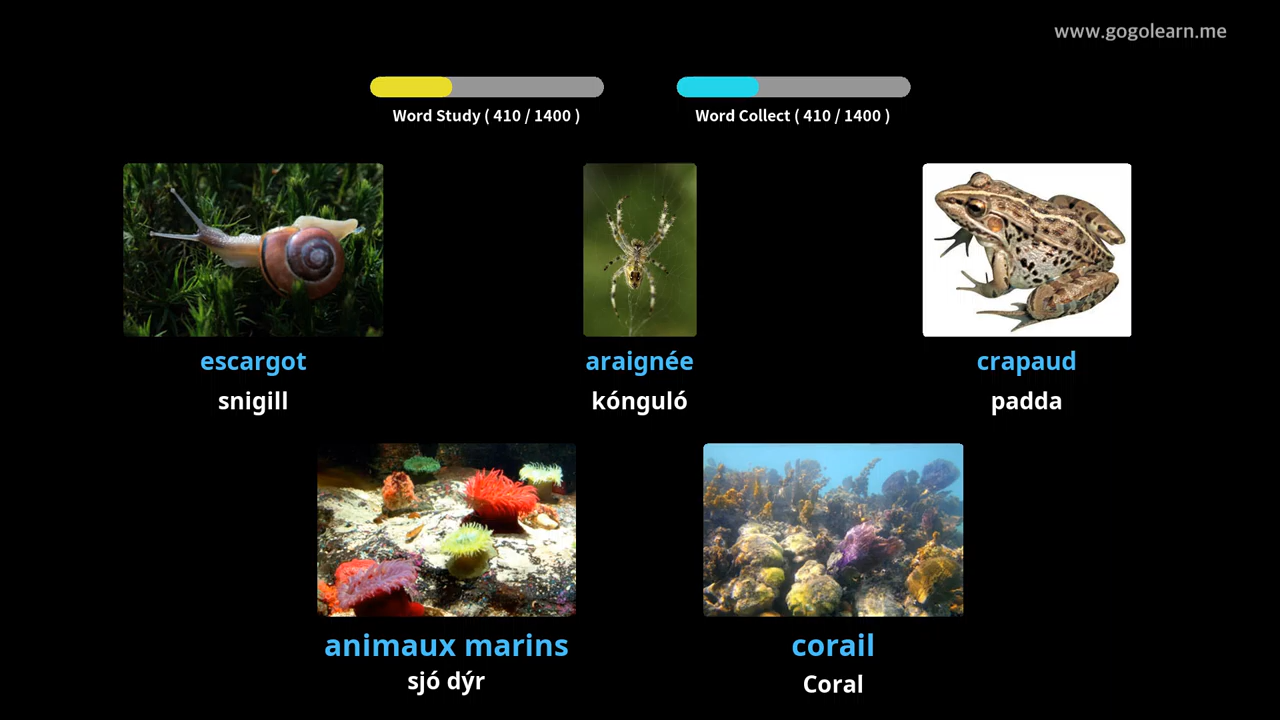 www.gogolearn.me
Word Study ( 410 / 1400 )
Word Collect ( 410 / 1400 )
escargot
araignée
crapaud
snigill
kónguló
padda
animaux marins
corail
sjó dýr
Coral